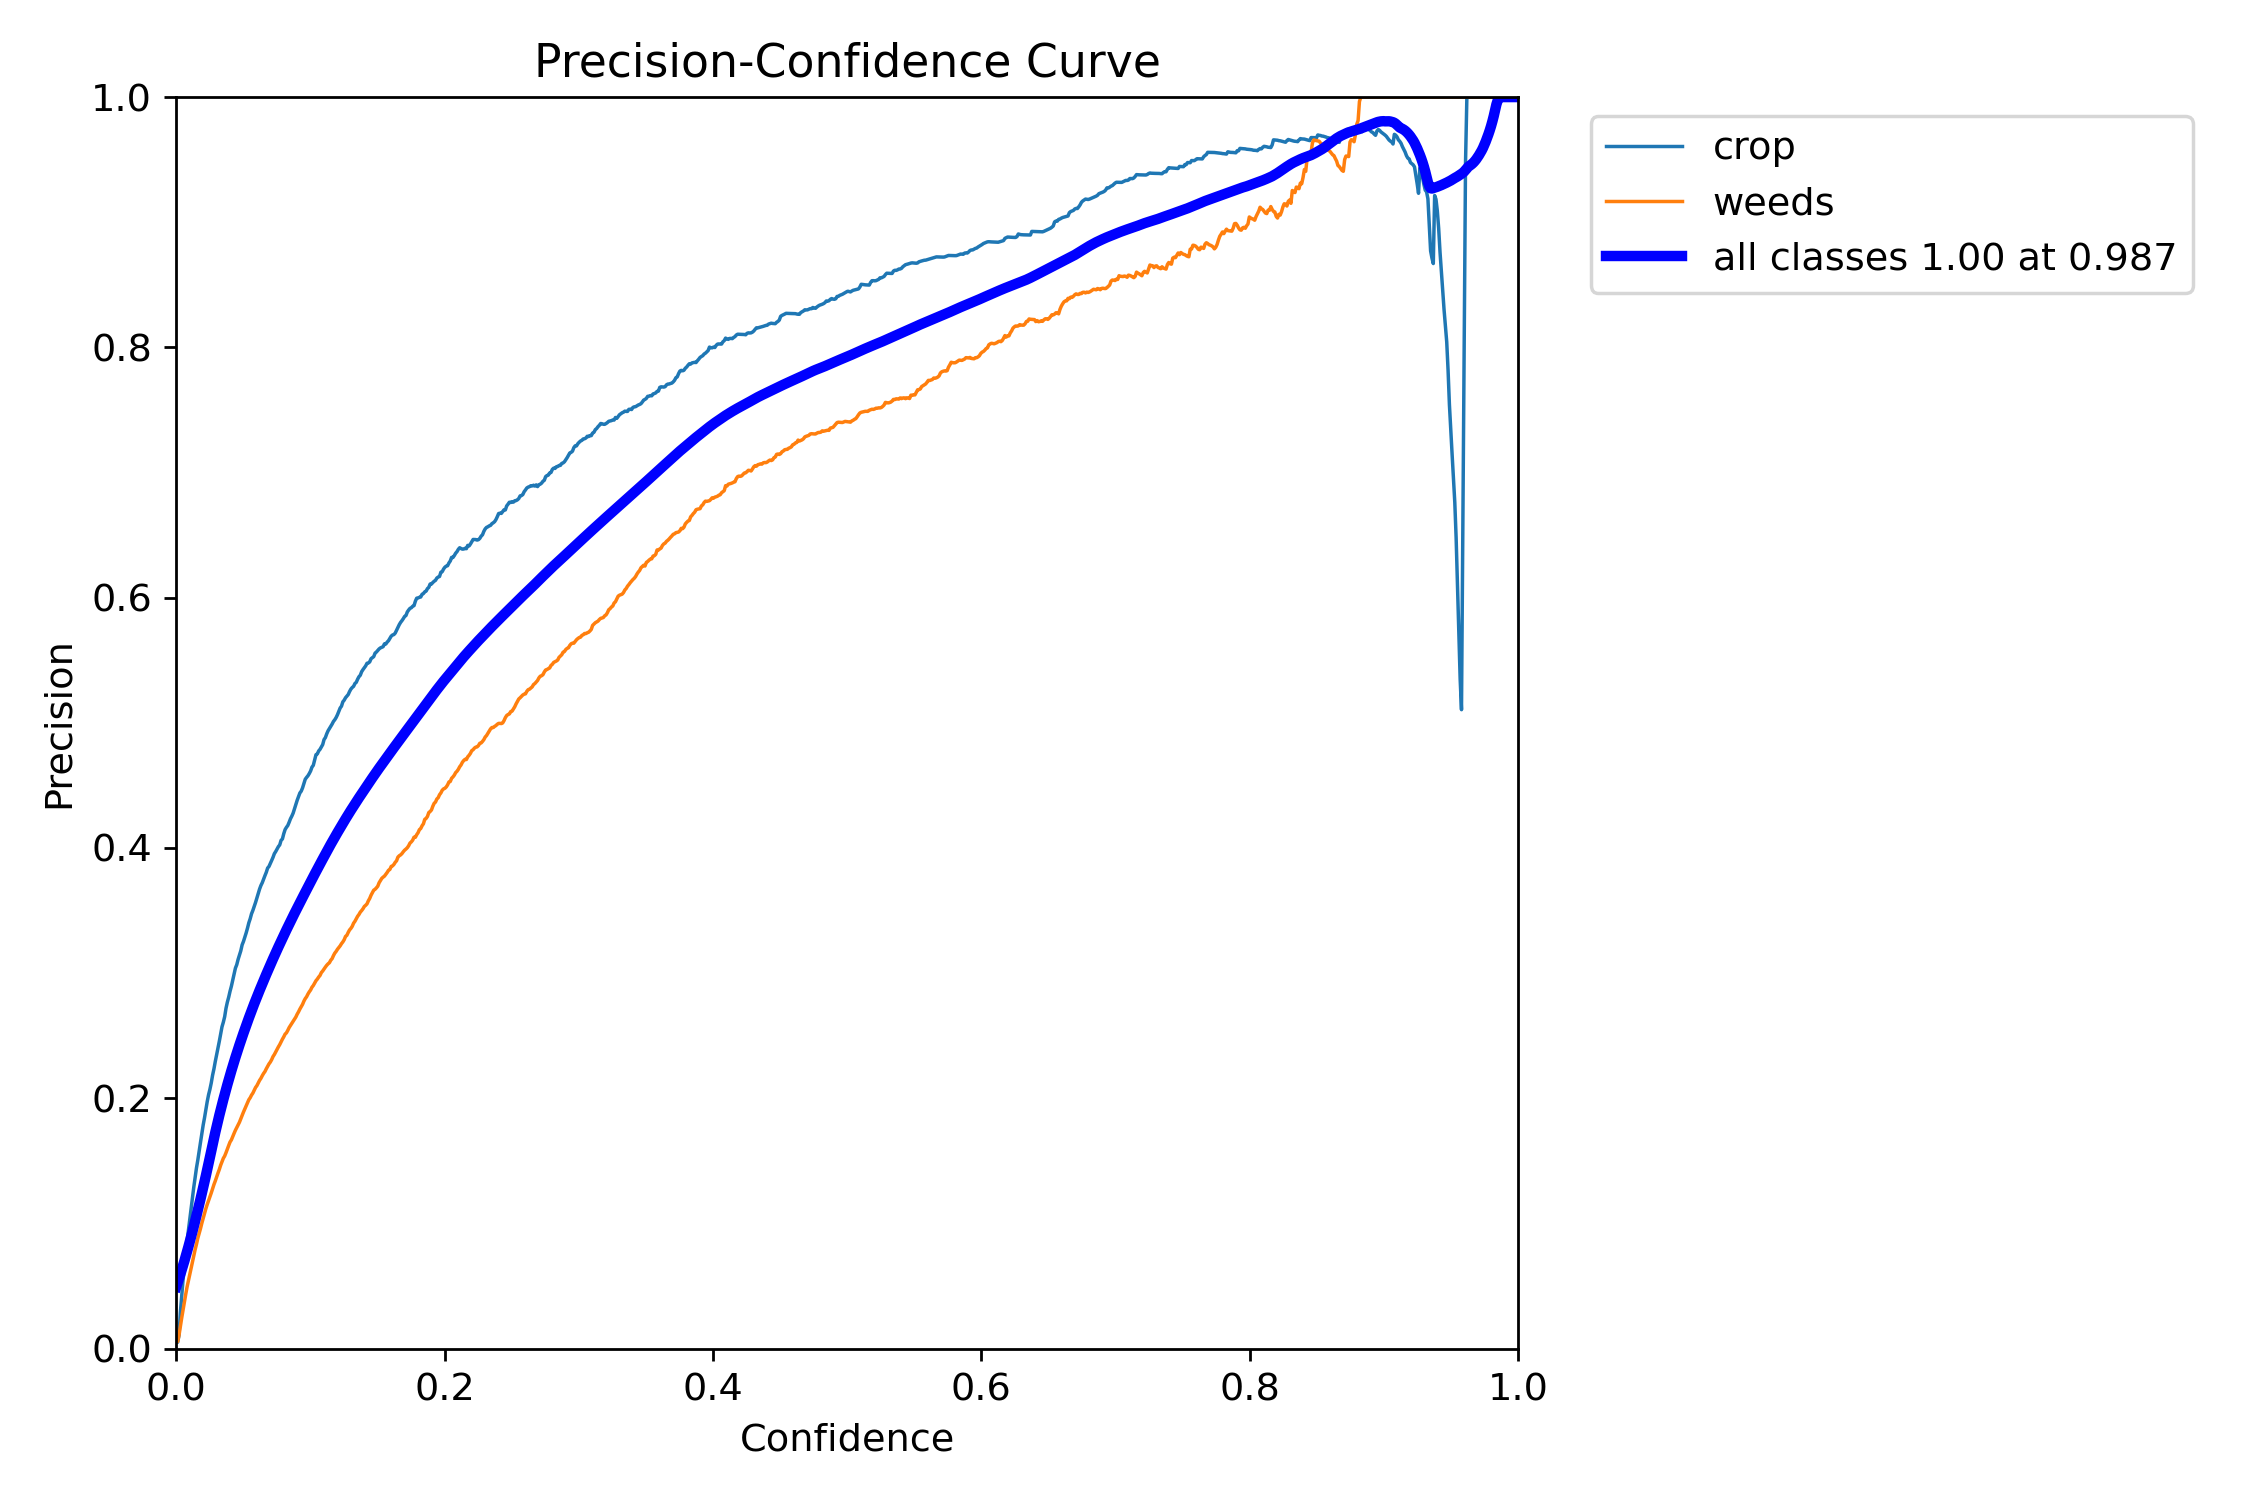 Precision-Confidence Curve
1.0
0.8
0.6
0.4
0.2
0.0
Precision
0.0 0.2 0.4 0.6 0.8 1.0
Confidence
crop
weeds
all classes 1.00 at 0.987